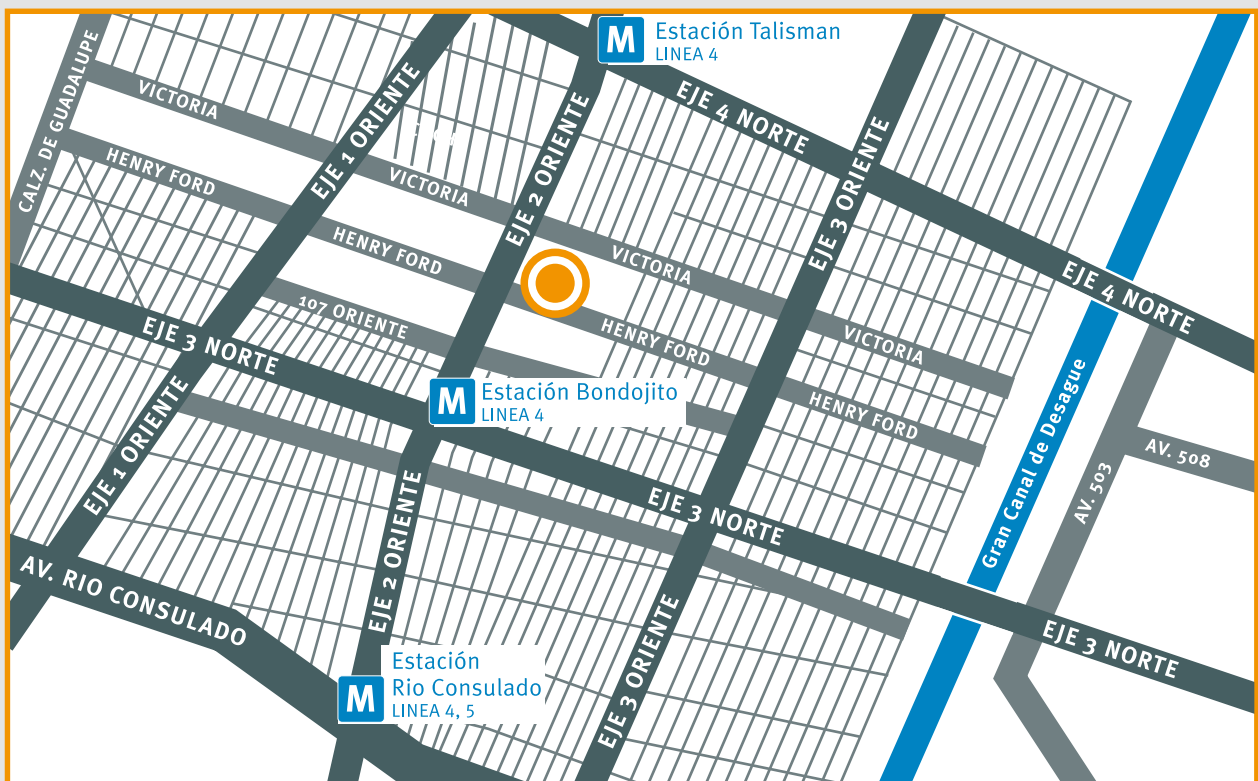 M
Estación Talisman
LINEA 4
CALZ. DE GUADALUPE
VICTORIA
EJE 1 ORIENTE
EJE 4 NORTE
EJE 2 ORIENTE
EJE 3 ORIENTE
HENRY FORD
VICTORIA
HENRY FORD
VICTORIA
EJE 4 NORTE
107 ORIENTE
HENRY FORD
VICTORIA
EJE 3 NORTE
M
Estación Bondojito
LINEA 4
HENRY FORD
Gran Canal de Desague
EJE 1 ORIENTE
AV. 508
AV. 503
EJE 3 NORTE
EJE 2 ORIENTE
AV. RIO CONSULADO
EJE 3 NORTE
EJE 3 ORIENTE
M
Estación
Rio Consulado
LINEA 4, 5